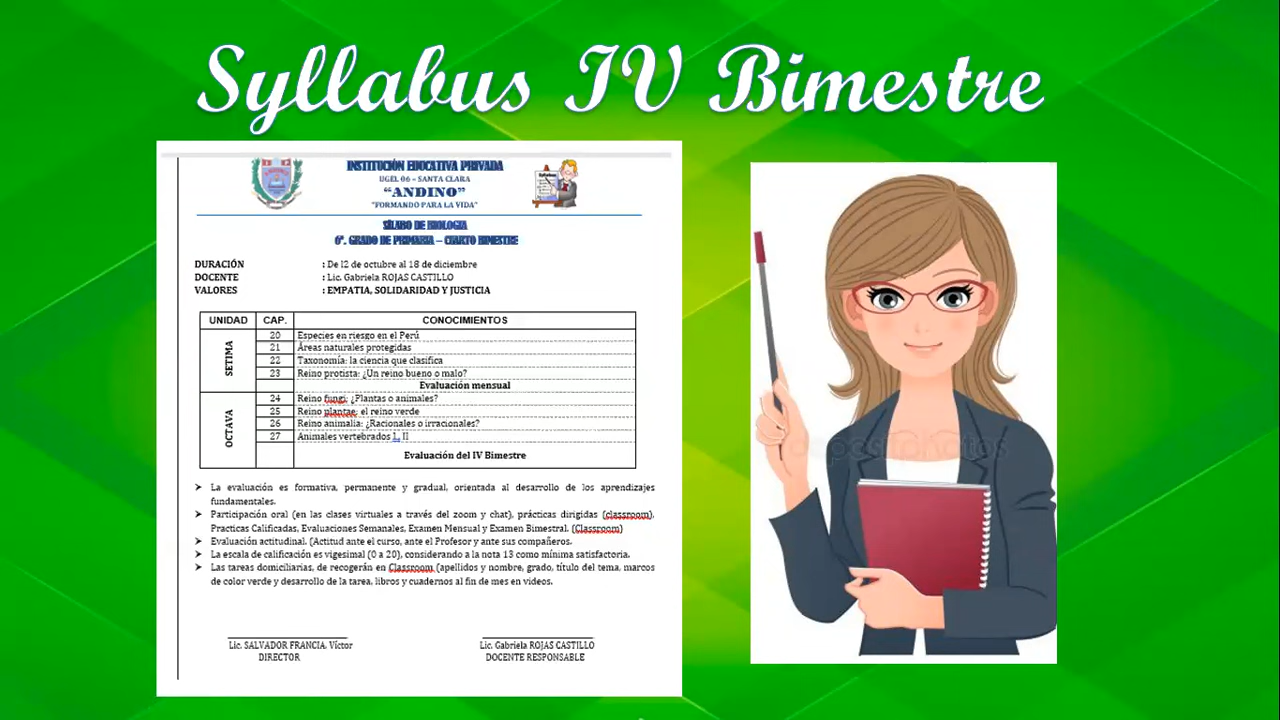 Syllabus IV Bimestre
INSTITUCIÓN EDUCATIVA PRIVADA
UGEL 06 – SANTA CLARA
"ANDINO"
"FORMANDO PARA LA VIDA"
Syllabus
SÍLABO DE BIOLOGIA
6°. GRADO DE PRIMARIA – CUARTO BIMESTRE
DURACIÓN : De 12 de octubre al 18 de diciembre
DOCENTE : Lic. Gabriela ROJAS CASTILLO
VALORES : EMPATIA, SOLIDARIDAD Y JUSTICIA
UNIDAD CAP. CONOCIMIENTOS
SETIMA
20 Especies en riesgo en el Perú
21 Áreas naturales protegidas
22 Taxonomía: la ciencia que clasifica
23 Reino protista: ¿Un reino bueno o malo?
Evaluación mensual
OCTAVA
24 Reino fungi: ¿Plantas o animales?
25 Reino plantae: el reino verde
26 Reino animalia: ¿Racionales o irracionales?
27 Animales vertebrados I, II
Evaluación del IV Bimestre
➢ La evaluación es formativa, permanente y gradual, orientada al desarrollo de los aprendizajes
fundamentales.
➢ Participación oral (en las clases virtuales a través del zoom y chat), prácticas dirigidas (classroom).
Practicas Calificadas, Evaluaciones Semanales, Examen Mensual y Examen Bimestral. (Classroom)
➢ Evaluación actitudinal. (Actitud ante el curso, ante el Profesor y ante sus compañeros.
➢ La escala de calificación es vigesimal (0 a 20), considerando a la nota 13 como mínima satisfactoria.
➢ Las tareas domiciliarias, de recogerán en Classroom (apellidos y nombre, grado, título del tema, marcos
de color verde y desarrollo de la tarea, libros y cuadernos al fin de mes en videos.
Lic. SALVADOR FRANCIA, Víctor
DIRECTOR
Lic. Gabriela ROJAS CASTILLO
DOCENTE RESPONSABLE
depositphotos